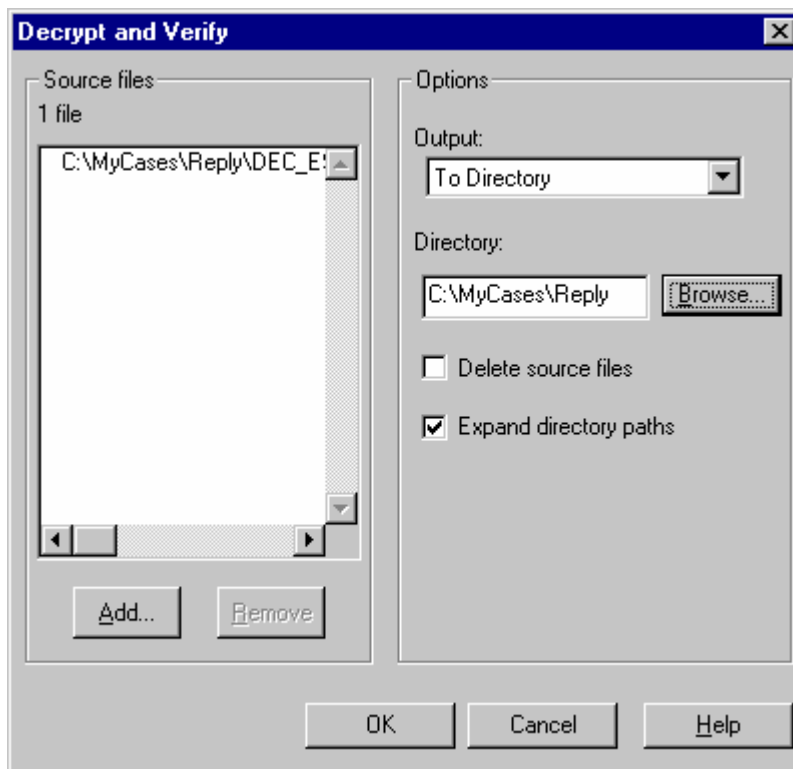 Decrypt and Verify
Source files
1 file
C:\MyCases\Reply\DEC_E
Add...
Remove
Options
Output:
To Directory
Directory:
C:\MyCases\Reply
Browse...
Delete source files
Expand directory paths
OK
Cancel
Help